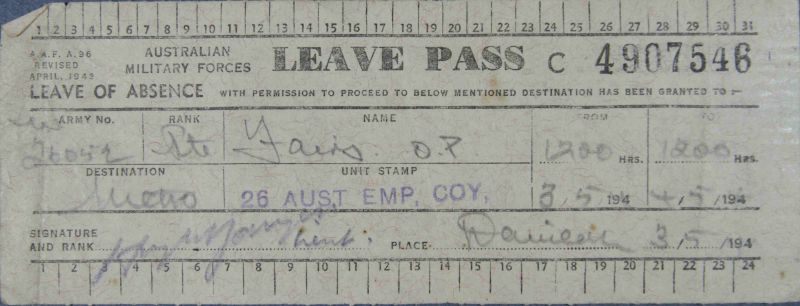 1 2 3 4 5 6 7 8 9 10 11 12 13 14 15 16 17 18 19 20 21 22 23 24 25 26 27 28 29 30 31
A.A.F. A.96 AUSTRALIAN LEAVE PASS C 4907546
REVISED MILITARY FORCES
APRIL, 1943
LEAVE OF ABSENCE WITH PERMISSION TO PROCEED TO BELOW MENTIONED DESTINATION HAS BEEN GRANTED TO :-
ARMY No. RANK NAME FROM TO
Pte 1200 HRS. 1200 HRS.
DESTINATION UNIT STAMP
Metro 26 AUST EMP. COY. 3/5/194 4/5/194
SIGNATURE
AND RANK Lieut. PLACE 3/5/194
1 2 3 4 5 6 7 8 9 10 11 12 13 14 15 16 17 18 19 20 21 22 23 24